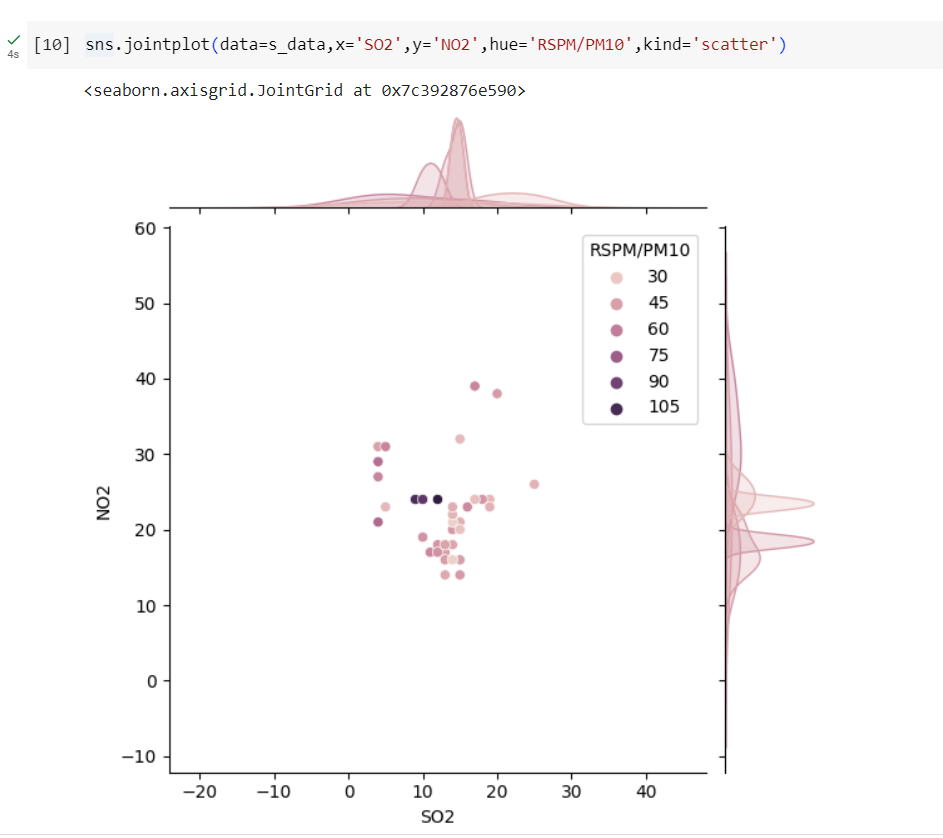 [10] sns.jointplot(data=s_data,x='SO2',y='NO2',hue='RSPM/PM10',kind='scatter')
4s
<seaborn.axisgrid.JointGrid at 0x7c392876e590>
60
50
40
30
20
10
0
−10
NO2
RSPM/PM10
30
45
60
75
90
105
−20 −10 0 10 20 30 40
SO2